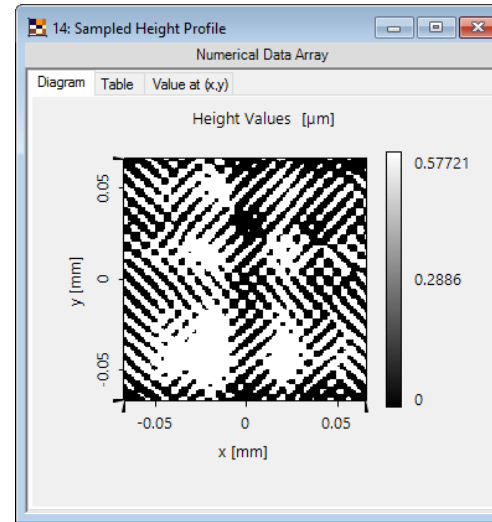 14: Sampled Height Profile
Numerical Data Array
Diagram Table Value at (x,y)
Height Values [µm]
0.57721
0.2886
0
y [mm]
0.05
0
-0.05
-0.05 0 0.05
x [mm]